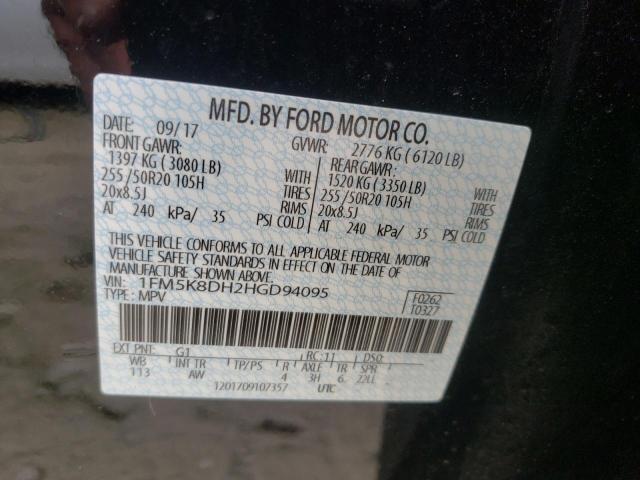 MFD. BY FORD MOTOR CO.
DATE: 09/17 GVWR: 2776 KG ( 6120 LB)
FRONT GAWR: REAR GAWR:
1397 KG ( 3080 LB) WITH 1520 KG ( 3350 LB) WITH
255 /50R20 105H TIRES 255 /50R20 105H TIRES
20x8.5J RIMS 20x8.5J RIMS
AT 240 kPa/ 35 PSI COLD AT 240 kPa/ 35 PSI COLD
THIS VEHICLE CONFORMS TO ALL APPLICABLE FEDERAL MOTOR
VEHICLE SAFETY STANDARDS IN EFFECT ON THE DATE OF
MANUFACTURE SHOWN ABOVE.
VIN: 1FM5K8DH2HGD94095 F0262
TYPE: MPV T0327
EXT PNT: G1 RC:11 DSO:
WB INT TR TP/PS R AXLE TR SPR
113 AW 4 3H 6 22LL
1201709107357 UTC